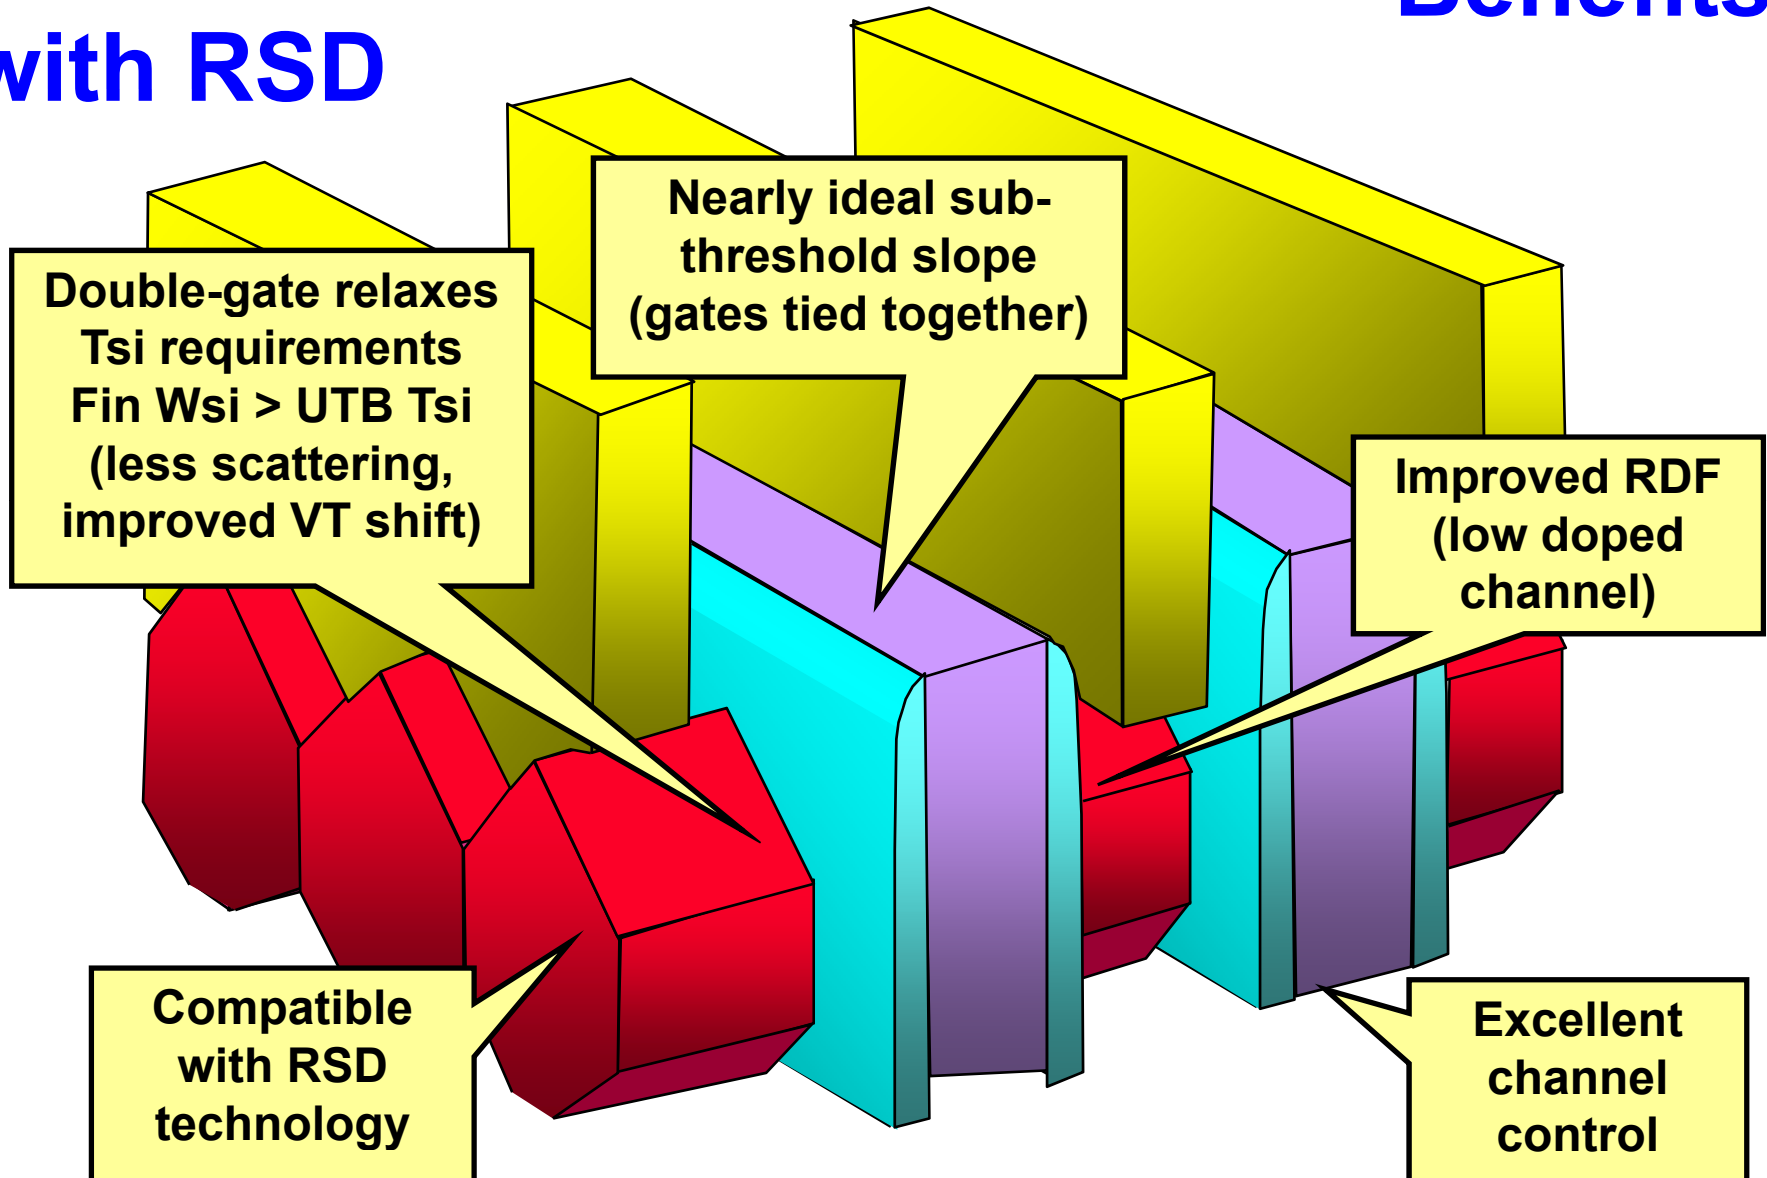 with RSD
Benefits
Nearly ideal sub-
threshold slope
(gates tied together)
Double-gate relaxes
Tsi requirements
Fin Wsi > UTB Tsi
(less scattering,
improved VT shift)
Improved RDF
(low doped
channel)
Compatible
with RSD
technology
Excellent
channel
control